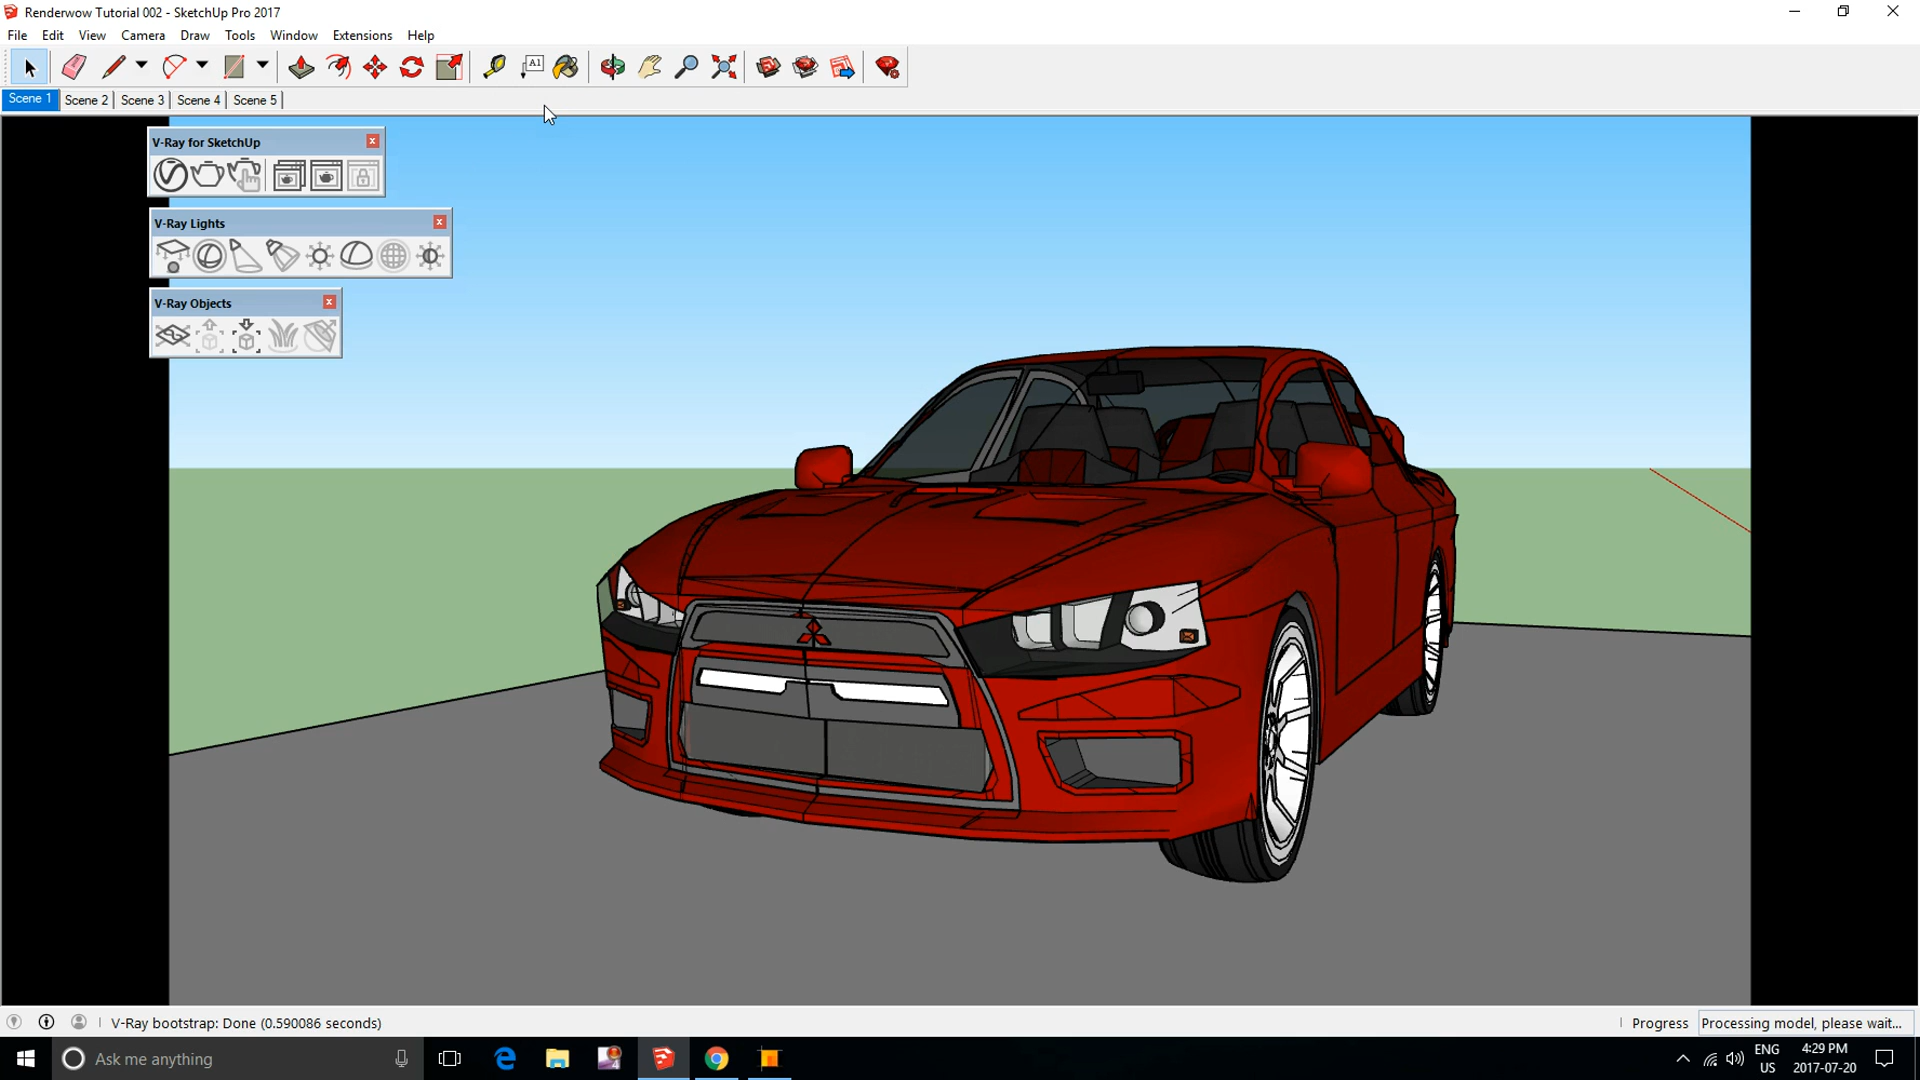 Renderwow Tutorial 002 - SketchUp Pro 2017
File Edit View Camera Draw Tools Window Extensions Help
A1
Scene 1 Scene 2 Scene 3 Scene 4 Scene 5
V-Ray for SketchUp
V-Ray Lights
V-Ray Objects
V-Ray bootstrap: Done (0.590086 seconds)
Progress Processing model, please wait...
Ask me anything
4
ENG
US
4:29 PM
2017-07-20